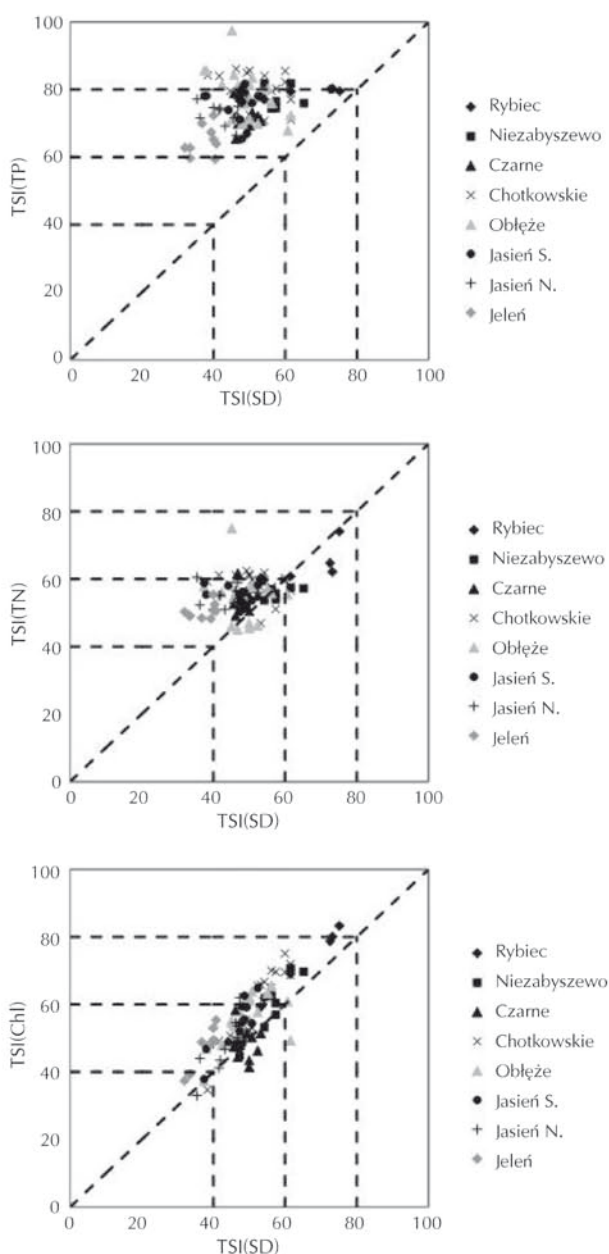 100
80
60
40
20
0
TSI(TP)
0 20 40 60 80 100
TSI(SD)
Rybiec
Niezabyszewo
Czarne
Chotkowskie
Obłęże
Jasień S.
Jasień N.
Jeleń
100
80
60
40
20
0
TSI(TN)
0 20 40 60 80 100
TSI(SD)
Rybiec
Niezabyszewo
Czarne
Chotkowskie
Obłęże
Jasień S.
Jasień N.
Jeleń
100
80
60
40
20
0
TSI(Chl)
0 20 40 60 80 100
TSI(SD)
Rybiec
Niezabyszewo
Czarne
Chotkowskie
Obłęże
Jasień S.
Jasień N.
Jeleń